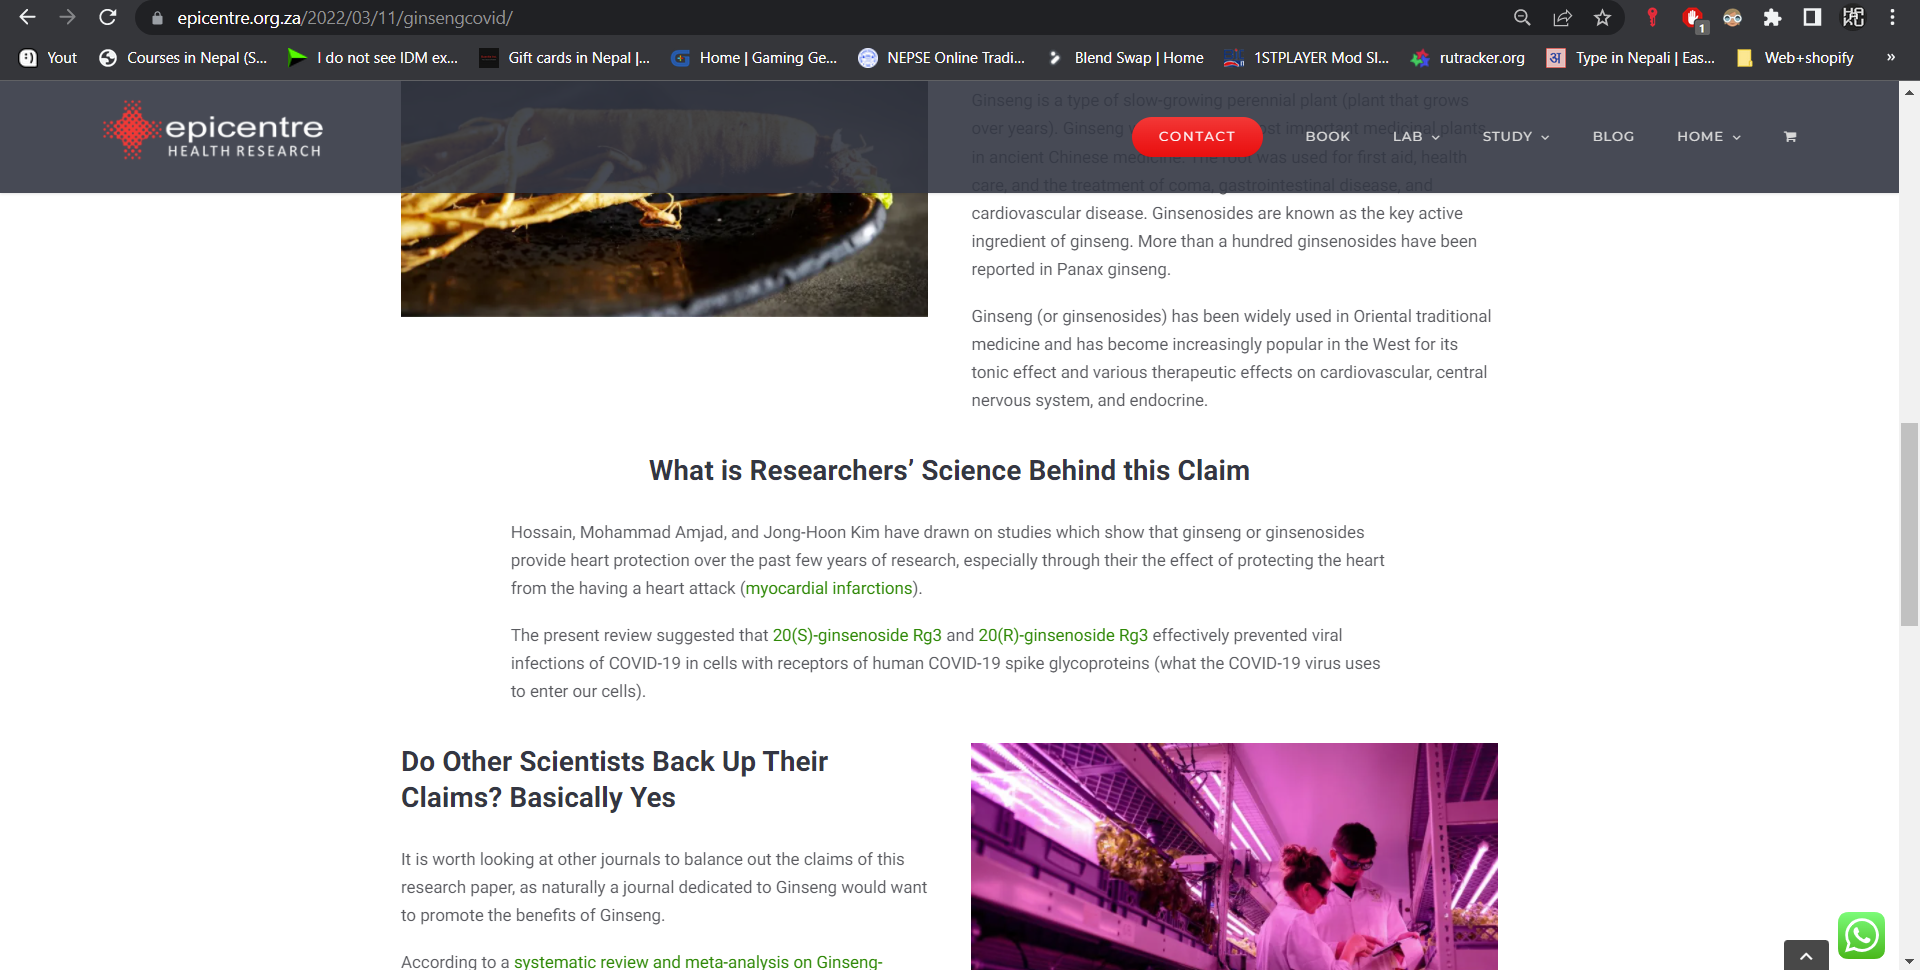 epicentre.org.za/2022/03/11/ginsengcovid/
1
Yout
Courses in Nepal (S...
I do not see IDM ex...
Gift cards in Nepal |...
Home | Gaming Ge...
NEPSE Online Tradi...
Blend Swap | Home
1STPLAYER Mod Sl...
rutracker.org
Type in Nepali | Eas...
Web+shopify
»
epicentre
HEALTH RESEARCH
CONTACT
BOOK
LAB
STUDY
BLOG
HOME
Ginseng is a type of slow-growing perennial plant (plant that grows
over years). Ginseng most important medicinal plants
in ancient Chinese medicine. The root was used for first aid, health
care, and the treatment of coma, gastrointestinal disease, and
cardiovascular disease. Ginsenosides are known as the key active
ingredient of ginseng. More than a hundred ginsenosides have been
reported in Panax ginseng.
Ginseng (or ginsenosides) has been widely used in Oriental traditional
medicine and has become increasingly popular in the West for its
tonic effect and various therapeutic effects on cardiovascular, central
nervous system, and endocrine.
What is Researchers’ Science Behind this Claim
Hossain, Mohammad Amjad, and Jong-Hoon Kim have drawn on studies which show that ginseng or ginsenosides
provide heart protection over the past few years of research, especially through their the effect of protecting the heart
from the having a heart attack (myocardial infarctions).
The present review suggested that 20(S)-ginsenoside Rg3 and 20(R)-ginsenoside Rg3 effectively prevented viral
infections of COVID-19 in cells with receptors of human COVID-19 spike glycoproteins (what the COVID-19 virus uses
to enter our cells).
Do Other Scientists Back Up Their
Claims? Basically Yes
It is worth looking at other journals to balance out the claims of this
research paper, as naturally a journal dedicated to Ginseng would want
to promote the benefits of Ginseng.
According to a systematic review and meta-analysis on Ginseng-